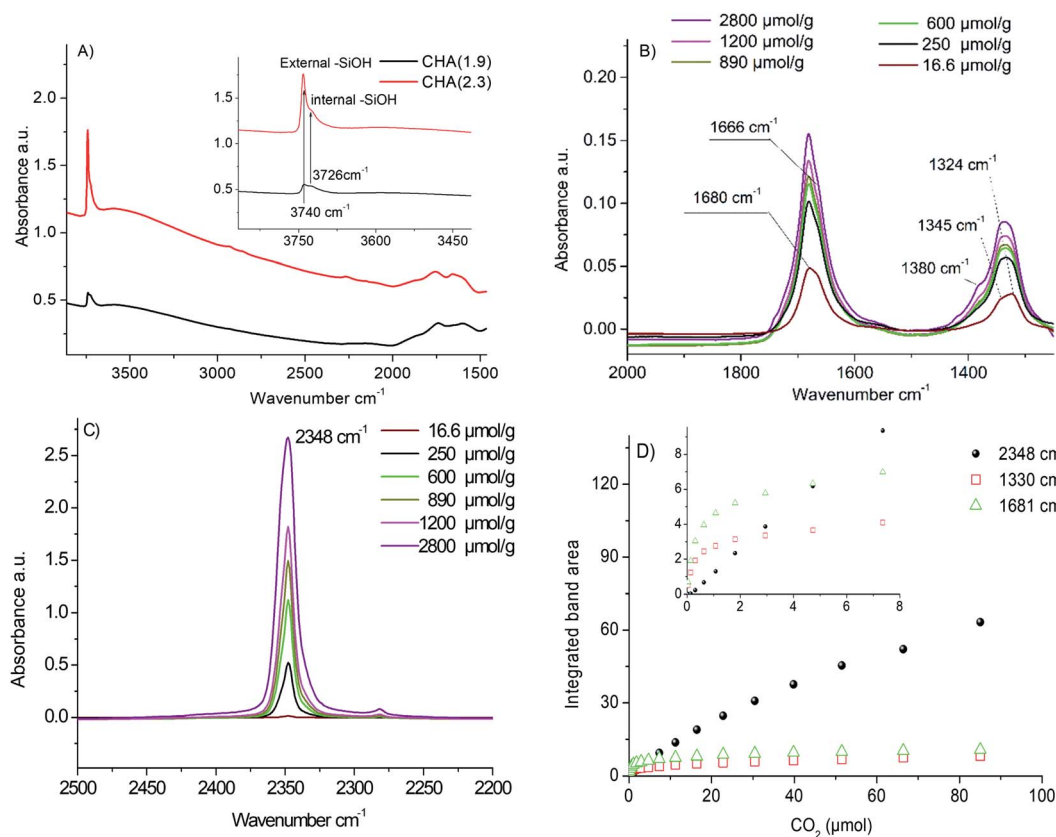 A)
External -SiOH
internal -SiOH
3726cm-1
3740 cm-1
CHA(1.9)
CHA(2.3)
1.5
1.0
0.5
3750
3600
3450
2.0
1.5
1.0
0.5
3500
3000
2500
2000
1500
Absorbance a.u.
Wavenumber cm-1
2800 μmol/g
1200 μmol/g
890 μmol/g
600 μmol/g
250 μmol/g
16.6 μmol/g
B)
1666 cm-1
1680 cm-1
1324 cm-1
1345 cm-1
1380 cm-1
0.20
0.15
0.10
0.05
0.00
2000
1800
1600
1400
Absorbance a.u.
Wavenumber cm-1
C)
2348 cm-1
16.6 μmol/g
250 μmol/g
600 μmol/g
890 μmol/g
1200 μmol/g
2800 μmol/g
2.5
2.0
1.5
1.0
0.5
0.0
2500
2450
2400
2350
2300
2250
2200
Absorbance a.u.
Wavenumber cm-1
D)
2348 cm
1330 cm
1681 cm
8
6
4
2
0
0
2
4
6
8
120
90
60
30
0
0
20
40
60
80
100
Integrated band area
CO2 (μmol)